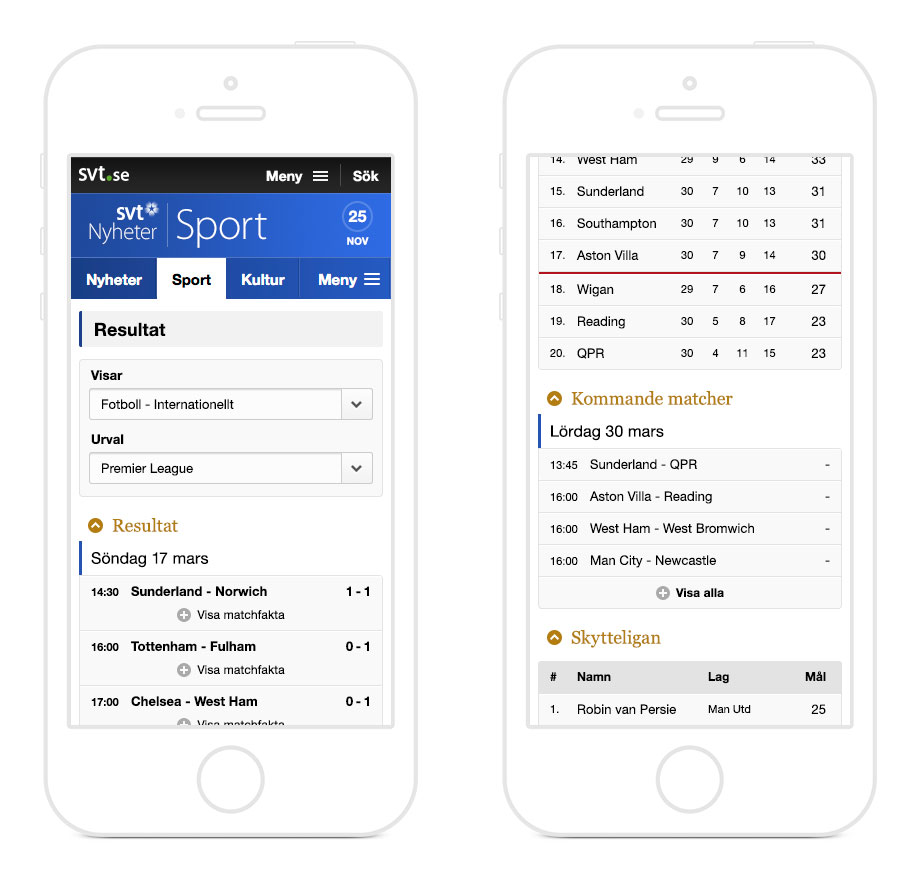 svt.se Meny Sök
svt
Nyheter Sport 25
NOV
Nyheter Sport Kultur Meny
Resultat
Visar
Fotboll - Internationellt
Urval
Premier League
Resultat
Söndag 17 mars
14:30 Sunderland - Norwich 1 - 1
Visa matchfakta
16:00 Tottenham - Fulham 0 - 1
Visa matchfakta
17:00 Chelsea - West Ham 0 - 1
Visa matchfakta
14. West Ham 29 9 6 14 33
15. Sunderland 30 7 10 13 31
16. Southampton 30 7 10 13 31
17. Aston Villa 30 7 9 14 30
18. Wigan 29 7 6 16 27
19. Reading 30 5 8 17 23
20. QPR 30 4 11 15 23
Kommande matcher
Lördag 30 mars
13:45 Sunderland - QPR -
16:00 Aston Villa - Reading -
16:00 West Ham - West Bromwich -
16:00 Man City - Newcastle -
Visa alla
Skytteligan
# Namn Lag Mål
1. Robin van Persie Man Utd 25